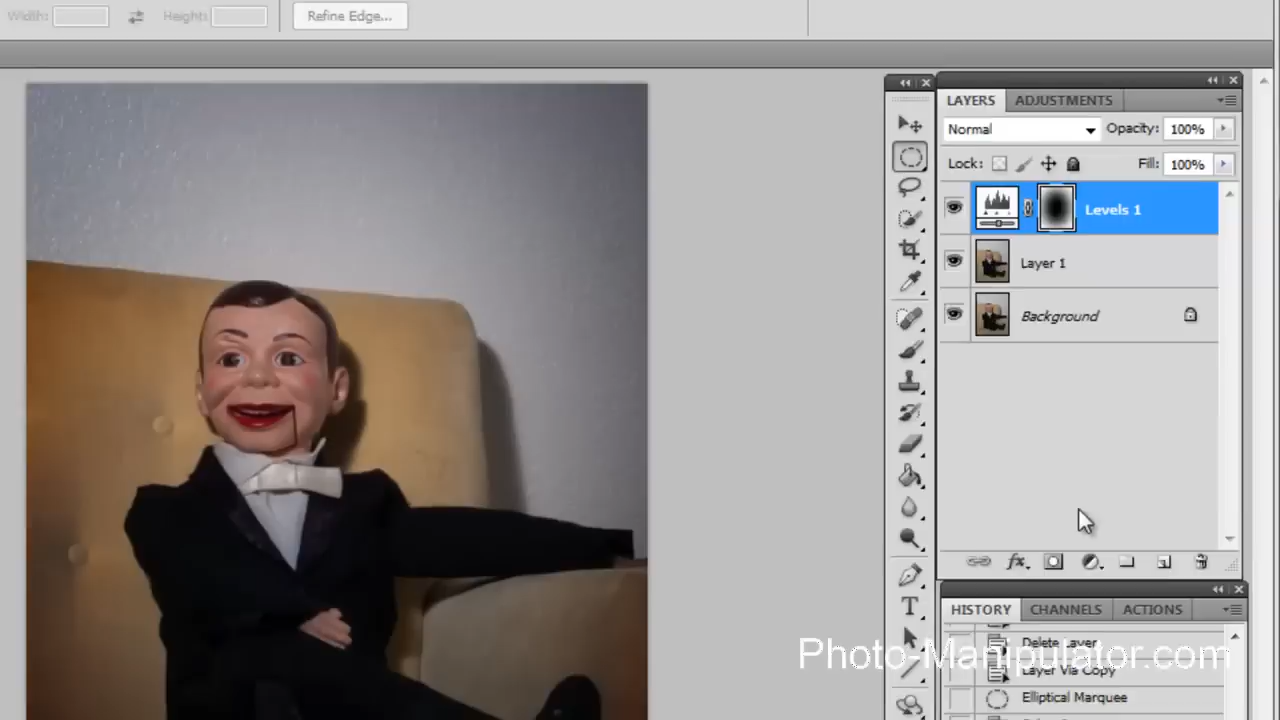 Width: Height: Refine Edge...
LAYERS ADJUSTMENTS
Normal Opacity: 100%
Lock: Fill: 100%
Levels 1
Layer 1
Background
fx
T
HISTORY CHANNELS ACTIONS
Delete Layer
Photo-Manipulator.com
Layer Via Copy
Elliptical Marquee